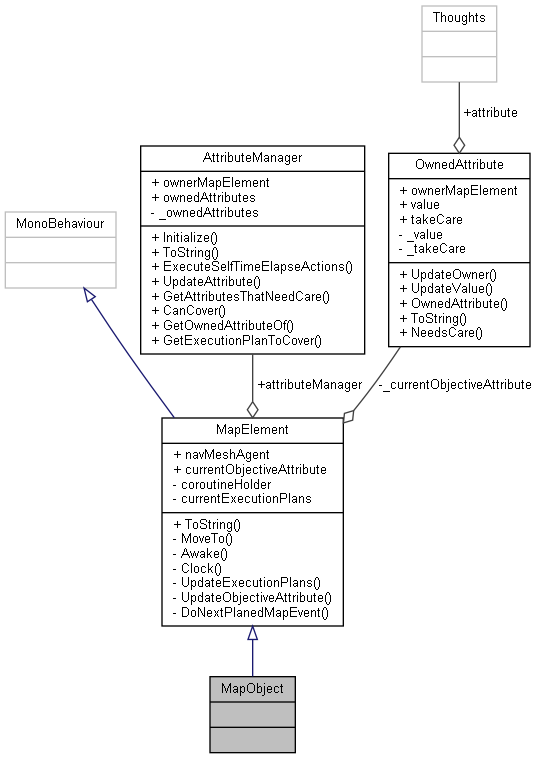 Thoughts
+attribute
AttributeManager
+ ownerMapElement
+ ownedAttributes
- _ownedAttributes
+ Initialize()
+ ToString()
+ ExecuteSelfTimeElapseActions()
+ UpdateAttribute()
+ GetAttributesThatNeedCare()
+ CanCover()
+ GetOwnedAttributeOf()
+ GetExecutionPlanToCover()
OwnedAttribute
+ ownerMapElement
+ value
+ takeCare
- _value
- _takeCare
+ UpdateOwner()
+ UpdateValue()
+ OwnedAttribute()
+ ToString()
+ NeedsCare()
MonoBehaviour
+attributeManager
-_currentObjectiveAttribute
MapElement
+ navMeshAgent
+ currentObjectiveAttribute
- coroutineHolder
- currentExecutionPlans
+ ToString()
- MoveTo()
- Awake()
- Clock()
- UpdateExecutionPlans()
- UpdateObjectiveAttribute()
- DoNextPlanedMapEvent()
MapObject